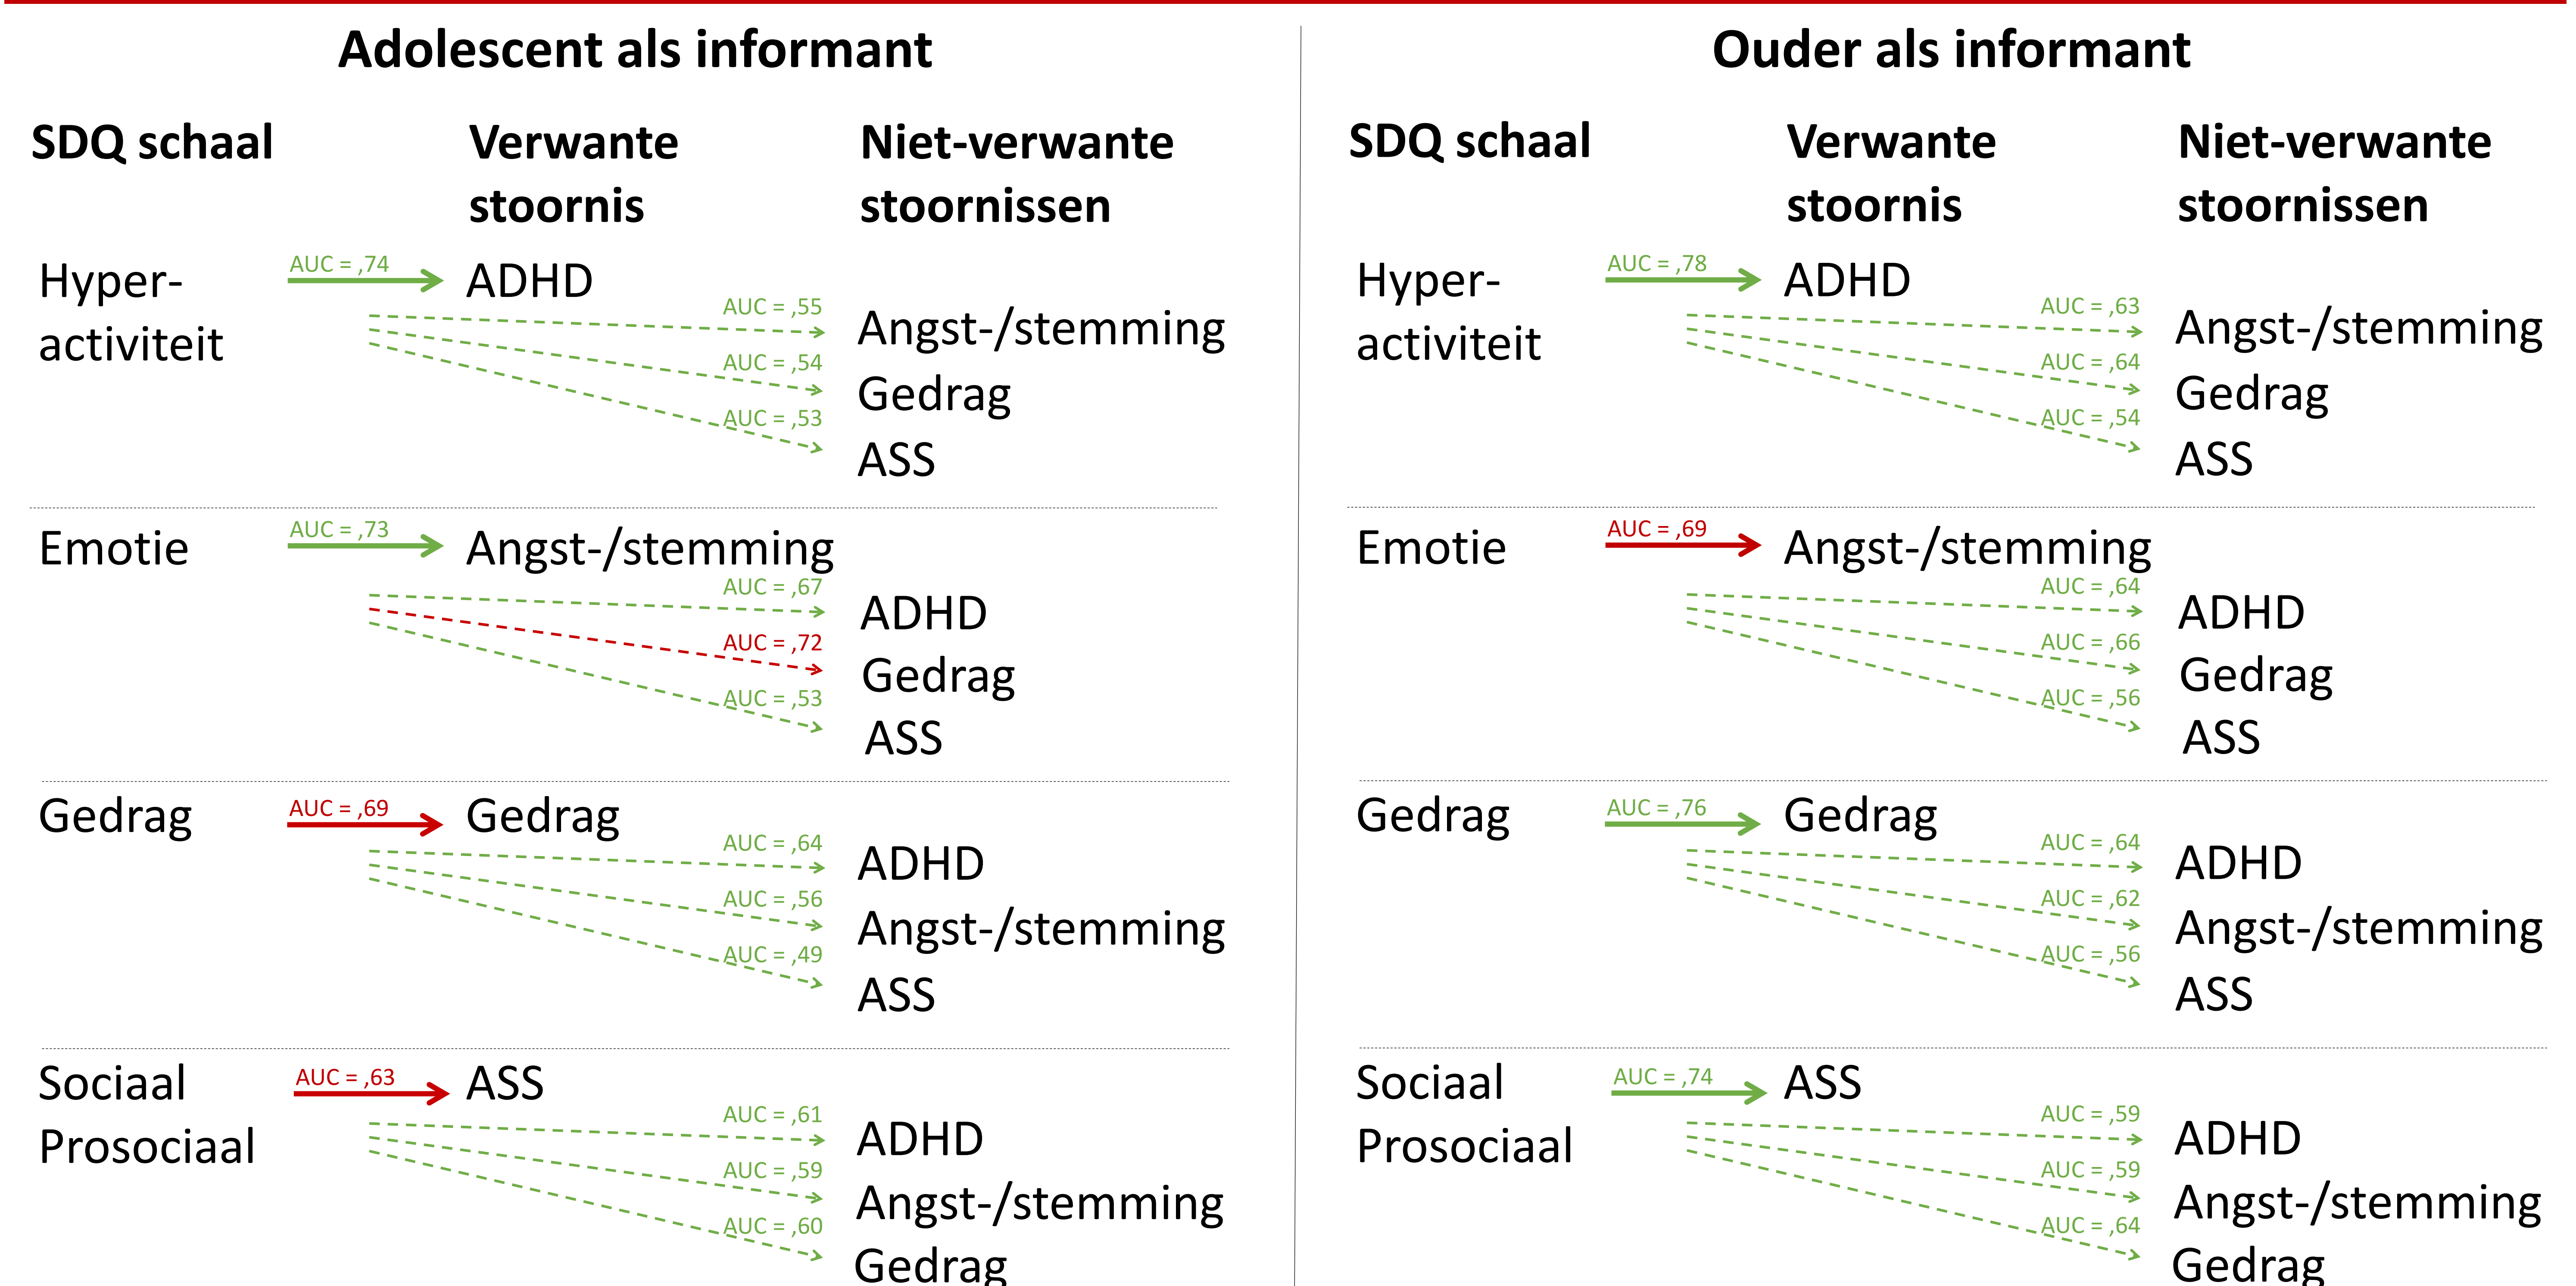 Adolescent als informant
SDQ schaal
Verwante
stoornis
Niet-verwante
stoornissen
Hyper-
activiteit
AUC = ,74
ADHD
AUC = ,55
Angst-/stemming
AUC = ,54
Gedrag
AUC = ,53
ASS
Emotie
AUC = ,73
Angst-/stemming
AUC = ,67
ADHD
AUC = ,72
Gedrag
AUC = ,53
ASS
Gedrag
AUC = ,69
Gedrag
AUC = ,64
ADHD
AUC = ,56
Angst-/stemming
AUC = ,49
ASS
Sociaal
Prosociaal
AUC = ,63
ASS
AUC = ,61
ADHD
AUC = ,59
Angst-/stemming
AUC = ,60
Gedrag
Ouder als informant
SDQ schaal
Verwante
stoornis
Niet-verwante
stoornissen
Hyper-
activiteit
AUC = ,78
ADHD
AUC = ,63
Angst-/stemming
AUC = ,64
Gedrag
AUC = ,54
ASS
Emotie
AUC = ,69
Angst-/stemming
AUC = ,64
ADHD
AUC = ,66
Gedrag
AUC = ,56
ASS
Gedrag
AUC = ,76
Gedrag
AUC = ,64
ADHD
AUC = ,62
Angst-/stemming
AUC = ,56
ASS
Sociaal
Prosociaal
AUC = ,74
ASS
AUC = ,59
ADHD
AUC = ,59
Angst-/stemming
AUC = ,64
Gedrag